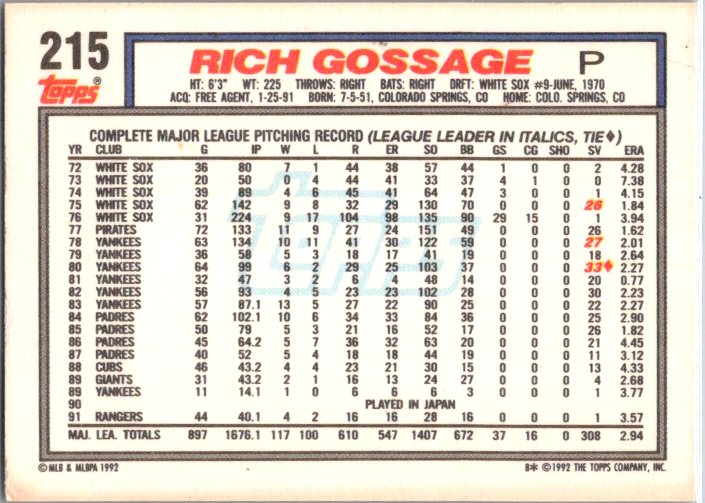 215
RICH GOSSAGE P
Topps®
HT: 6'3" WT: 225 THROWS: RIGHT BATS: RIGHT DRFT: WHITE SOX #9-JUNE, 1970
ACQ: FREE AGENT, 1-25-91 BORN: 7-5-51, COLORADO SPRINGS, CO HOME: COLO. SPRINGS, CO
COMPLETE MAJOR LEAGUE PITCHING RECORD (LEAGUE LEADER IN ITALICS, TIE♦)
YR CLUB G IP W L R ER SO BB GS CG SHO SV ERA
72 WHITE SOX 36 80 7 1 44 38 57 44 1 0 0 2 4.28
73 WHITE SOX 20 50 0 4 44 41 33 37 4 1 0 0 7.38
74 WHITE SOX 39 89 4 6 45 41 64 47 3 0 0 1 4.15
75 WHITE SOX 62 142 9 8 32 29 130 70 0 0 0 26 1.84
76 WHITE SOX 31 224 9 17 104 98 135 90 29 15 0 1 3.94
77 PIRATES 72 133 11 9 27 24 151 49 0 0 0 26 1.62
78 YANKEES 63 134 10 11 41 30 122 59 0 0 0 27 2.01
79 YANKEES 36 58 5 3 18 17 41 19 0 0 0 18 2.64
80 YANKEES 64 99 6 2 29 25 103 37 0 0 0 33♦ 2.27
81 YANKEES 32 47 3 2 6 4 48 14 0 0 0 20 0.77
82 YANKEES 56 93 4 5 23 23 102 28 0 0 0 30 2.23
83 YANKEES 57 87.1 13 5 27 22 90 25 0 0 0 22 2.27
84 PADRES 62 102.1 10 6 34 33 84 36 0 0 0 25 2.90
85 PADRES 50 79 5 3 21 16 52 17 0 0 0 26 1.82
86 PADRES 45 64.2 5 7 36 32 63 20 0 0 0 21 4.45
87 PADRES 40 52 5 4 18 18 44 19 0 0 0 11 3.12
88 CUBS 46 43.2 4 4 23 21 30 15 0 0 0 13 4.33
89 GIANTS 31 43.2 2 1 16 13 24 27 0 0 0 4 2.68
89 YANKEES 11 14.1 1 0 6 6 6 3 0 0 0 1 3.77
90 PLAYED IN JAPAN
91 RANGERS 44 40.1 4 2 16 16 28 16 0 0 0 1 3.57
MAJ. LEA. TOTALS 897 1676.1 117 100 610 547 1407 672 37 16 0 308 2.94
© MLB & MLBPA 1992 B* © 1992 THE TOPPS COMPANY, INC.